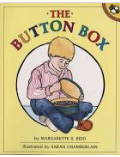 • THE •
BUTTON BOX
by MARGARETTE S. REID
illustrated by SARAH CHAMBERLAIN